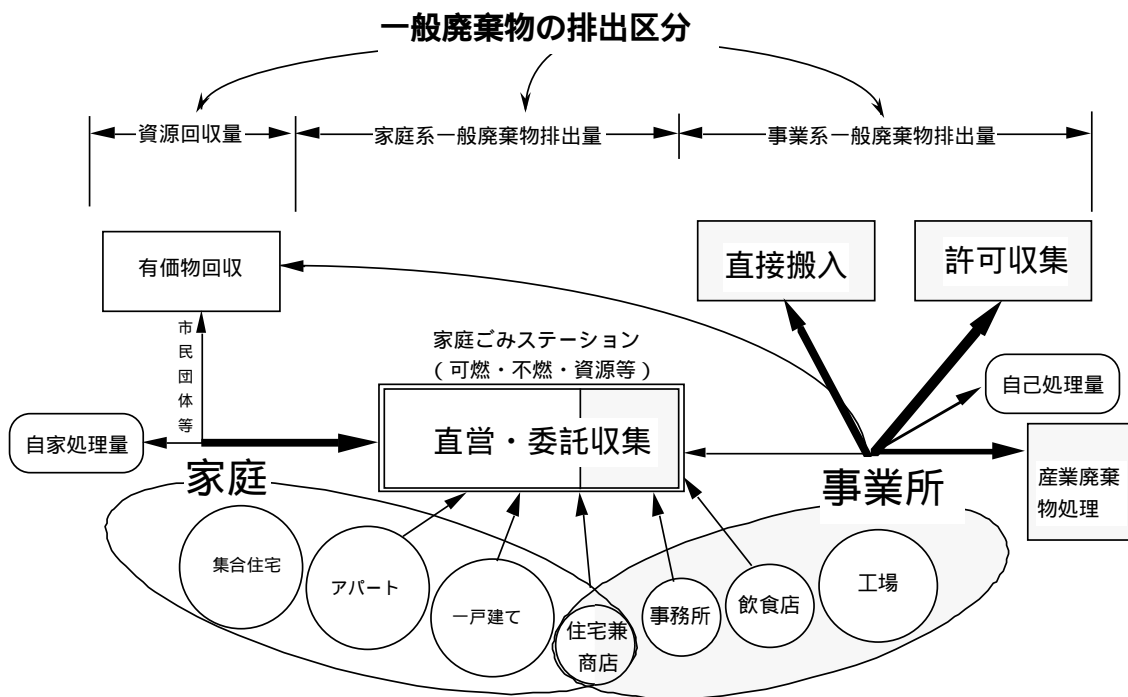 一般廃棄物の排出区分
資源回収量
家庭系一般廃棄物排出量
事業系一般廃棄物排出量
有価物回収
直接搬入
許可収集
市民団体等
家庭ごみステーション
(可燃・不燃・資源等)
自己処理量
自家処理量
直営・委託収集
家庭
事業所
産業廃棄
物処理
集合住宅
アパート
一戸建て
住宅兼
商店
事務所
飲食店
工場